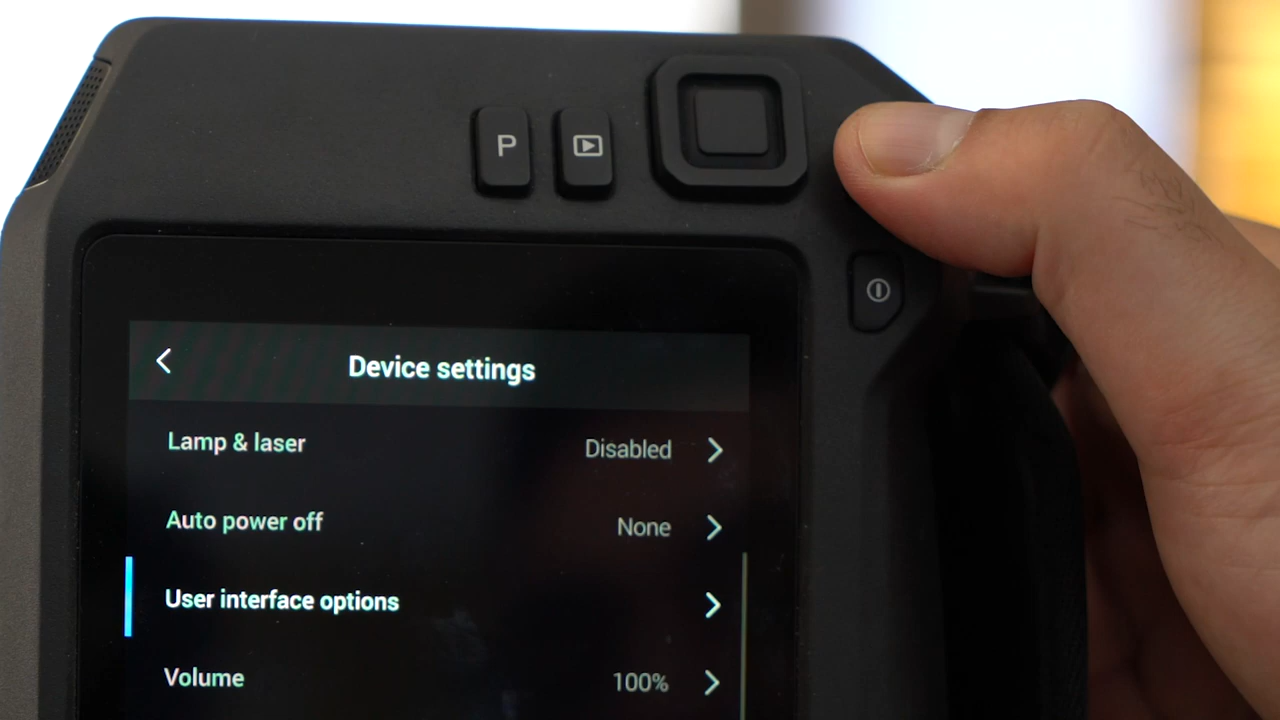 P
Device settings
Lamp & laser Disabled
Auto power off None
User interface options
Volume 100%